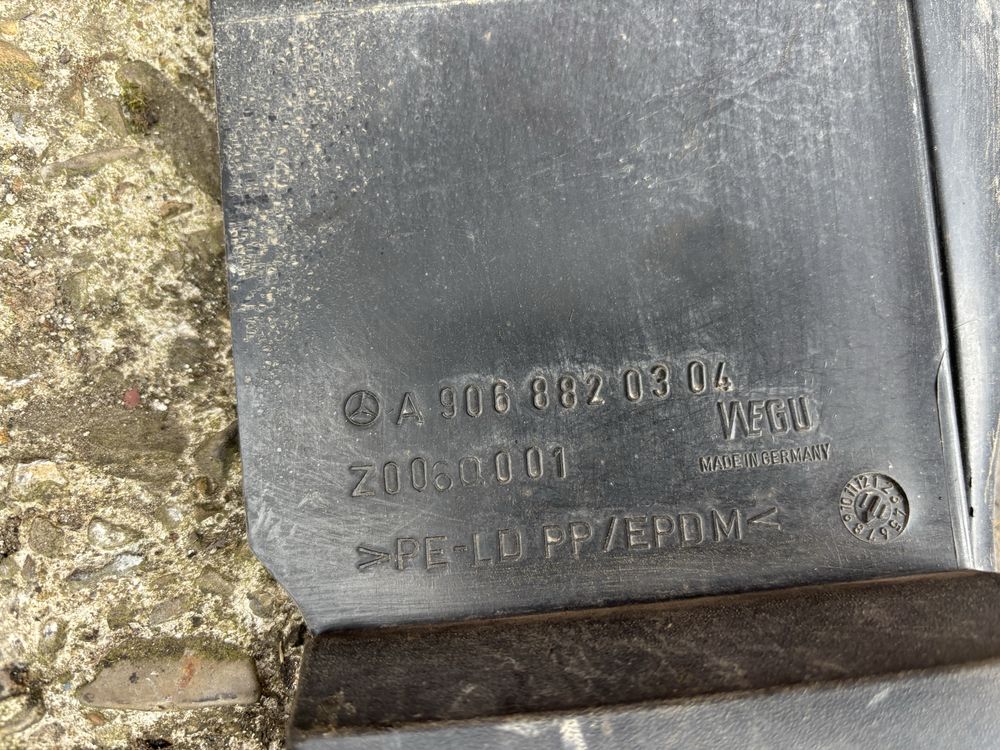 A 906 882 03 04
WEGU
Z0060001
MADE IN GERMANY
>PE-LD PP/EPDM<